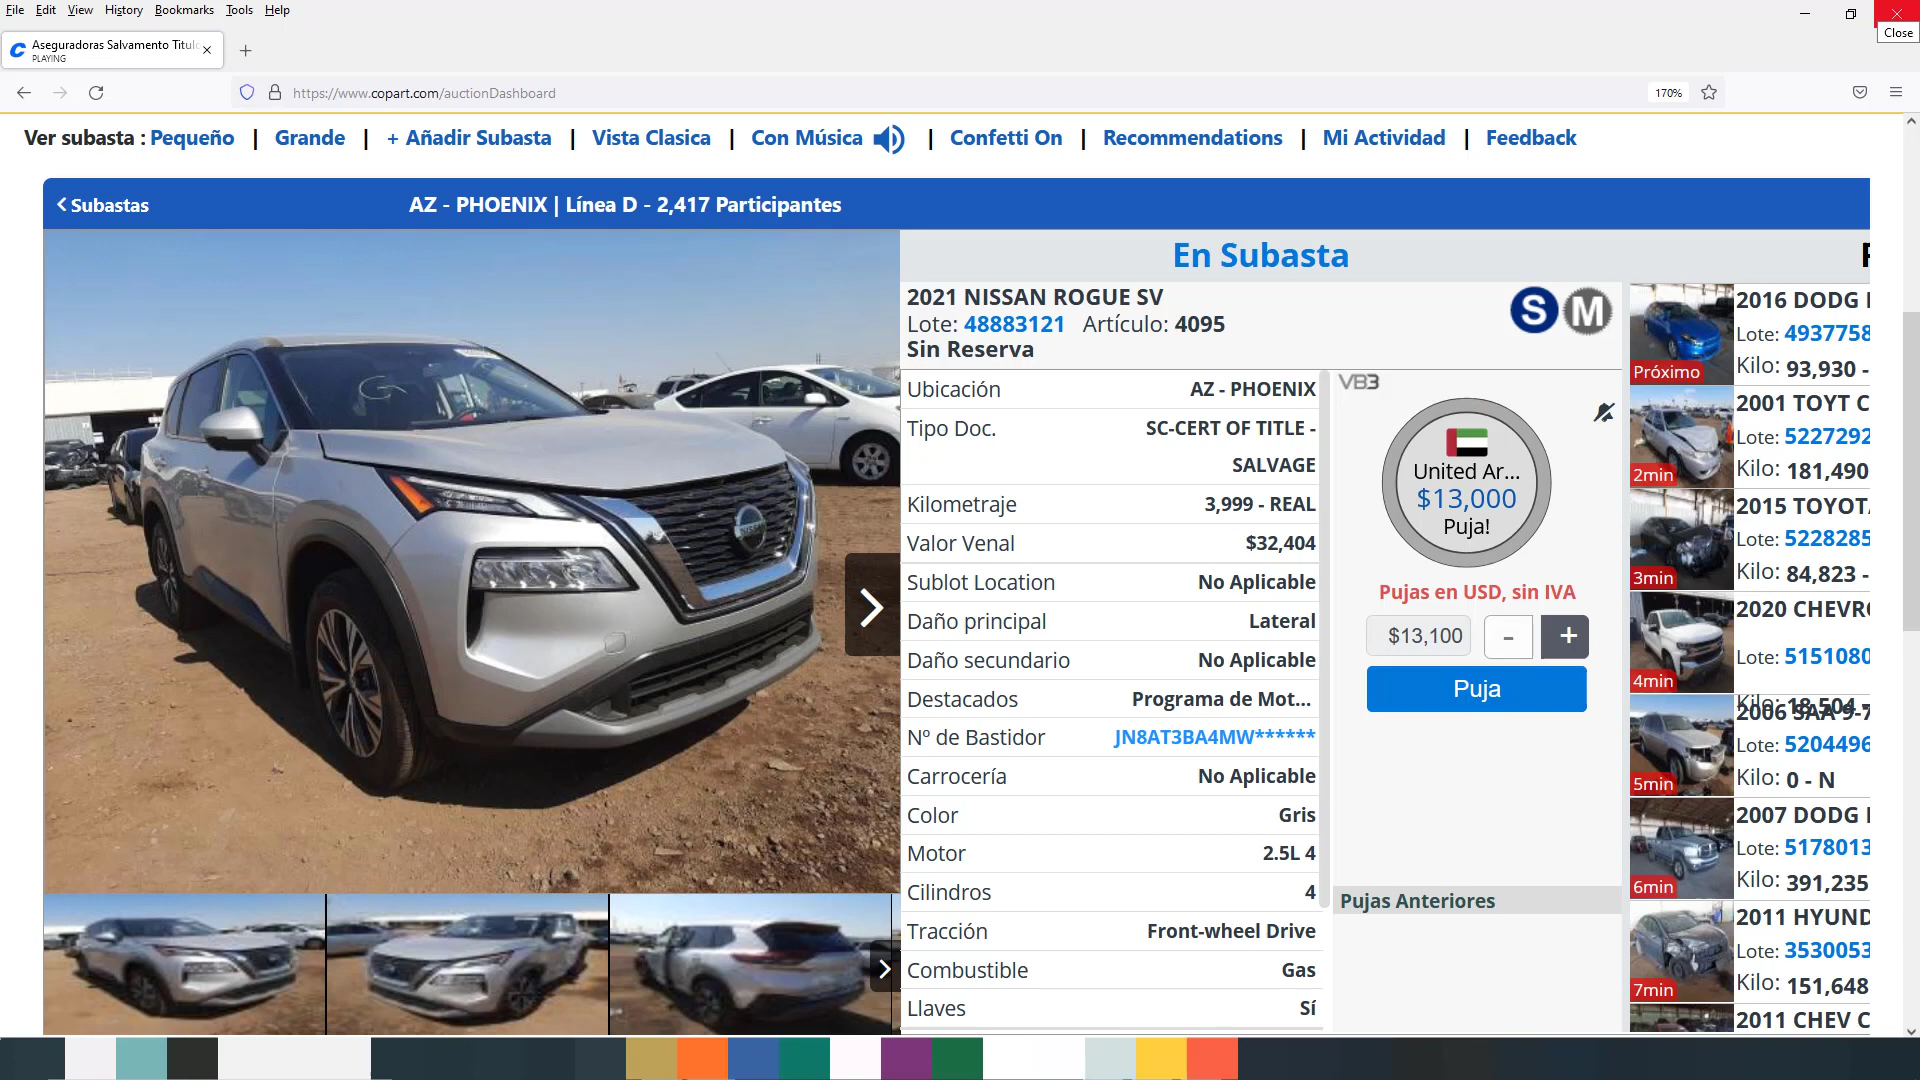 File Edit View History Bookmarks Tools Help
Close
Aseguradoras Salvamento Titulo
PLAYING
https://www.copart.com/auctionDashboard
170%
Ver subasta : Pequeño | Grande | + Añadir Subasta | Vista Clasica | Con Música | Confetti On | Recommendations | Mi Actividad | Feedback
Subastas
AZ - PHOENIX | Línea D - 2,417 Participantes
En Subasta
2021 NISSAN ROGUE SV
Lote: 48883121 Artículo: 4095
Sin Reserva
S M
Ubicación AZ - PHOENIX
Tipo Doc. SC-CERT OF TITLE -
SALVAGE
Kilometraje 3,999 - REAL
Valor Venal $32,404
Sublot Location No Aplicable
Daño principal Lateral
Daño secundario No Aplicable
Destacados Programa de Mot...
Nº de Bastidor JN8AT3BA4MW******
Carrocería No Aplicable
Color Gris
Motor 2.5L 4
Cilindros 4
Tracción Front-wheel Drive
Combustible Gas
Llaves Sí
VB3
United Ar...
$13,000
Puja!
Pujas en USD, sin IVA
$13,100 - +
Puja
Pujas Anteriores
2016 DODG
Lote: 4937758
Kilo: 93,930 -
Próximo
2001 TOYT C
Lote: 5227292
Kilo: 181,490
2min
2015 TOYOT
Lote: 5228285
Kilo: 84,823 -
3min
2020 CHEVR
Lote: 5151080
Kilo: 18,504 -
4min
2006 SAA 9-7
Lote: 5204496
Kilo: 0 - N
5min
2007 DODG
Lote: 5178013
Kilo: 391,235
6min
2011 HYUND
Lote: 3530053
Kilo: 151,648
7min
2011 CHEV C